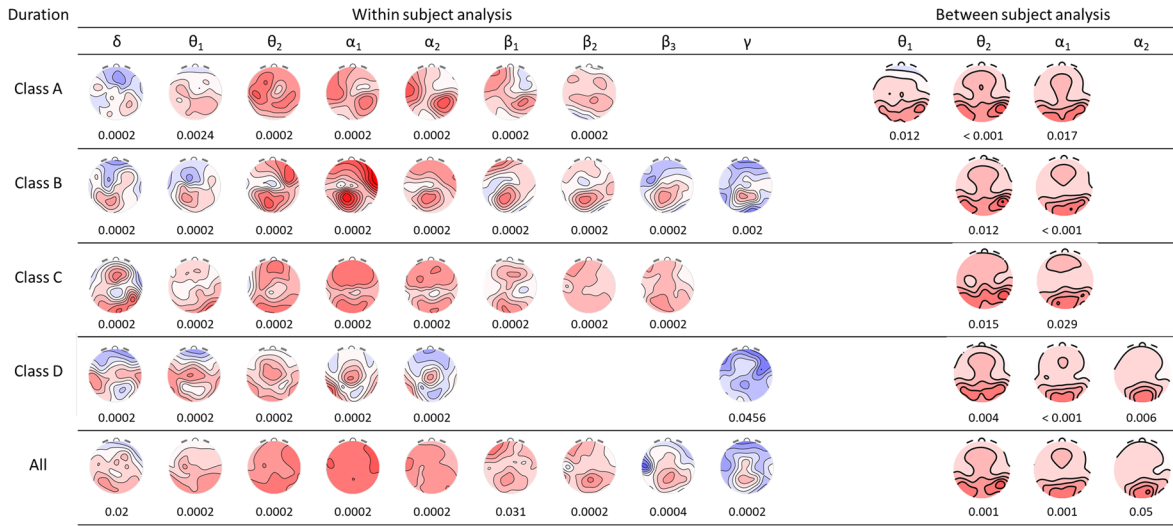 Duration Within subject analysis Between subject analysis
δ θ₁ θ₂ α₁ α₂ β₁ β₂ β₃ γ θ₁ θ₂ α₁ α₂
Class A
0.0002 0.0024 0.0002 0.0002 0.0002 0.0002 0.0002 0.012 < 0.001 0.017
Class B
0.0002 0.0002 0.0002 0.0002 0.0002 0.0002 0.0002 0.0002 0.002 0.012 < 0.001
Class C
0.0002 0.0002 0.0002 0.0002 0.0002 0.0002 0.0002 0.0002 0.015 0.029
Class D
0.0002 0.0002 0.0002 0.0002 0.0002 0.0456 0.004 < 0.001 0.006
All
0.02 0.0002 0.0002 0.0002 0.0002 0.031 0.0002 0.0004 0.0002 0.001 0.001 0.05